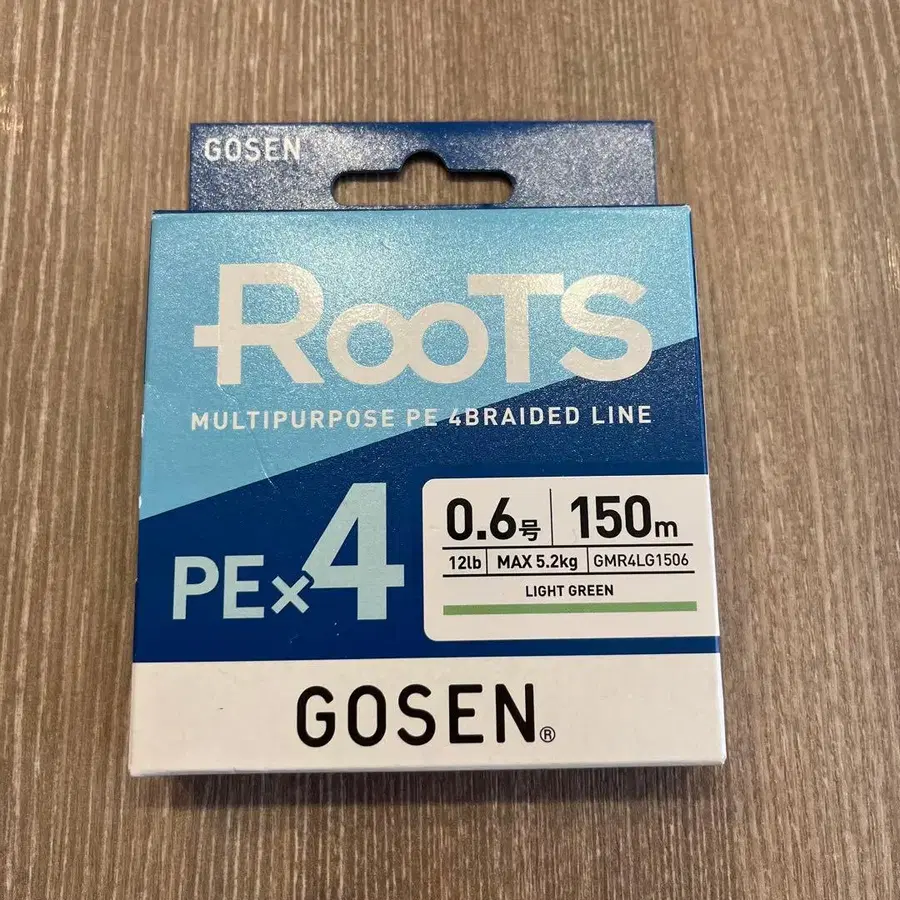 GOSEN
RooTS
MULTIPURPOSE PE 4BRAIDED LINE
PE×4
0.6号 150m
12lb MAX 5.2kg GMR4LG1506
LIGHT GREEN
GOSEN®